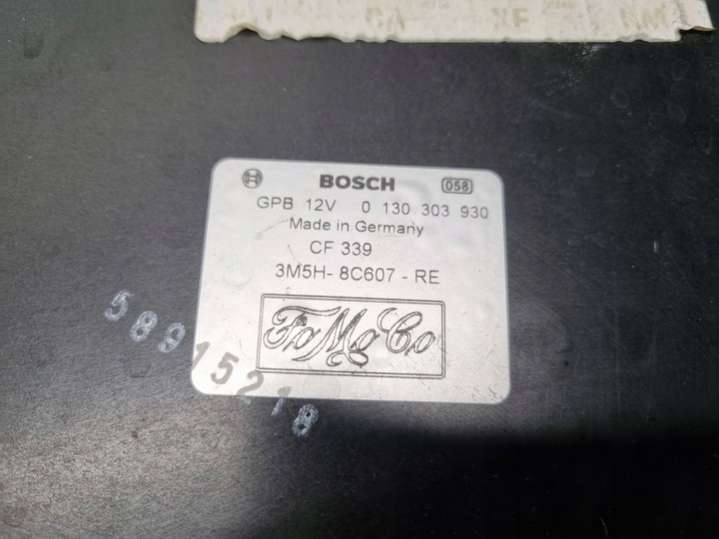 BOSCH 058
GPB 12V 0 130 303 930
Made in Germany
CF 339
3M5H- 8C607 - RE
FoMoCo
58915218